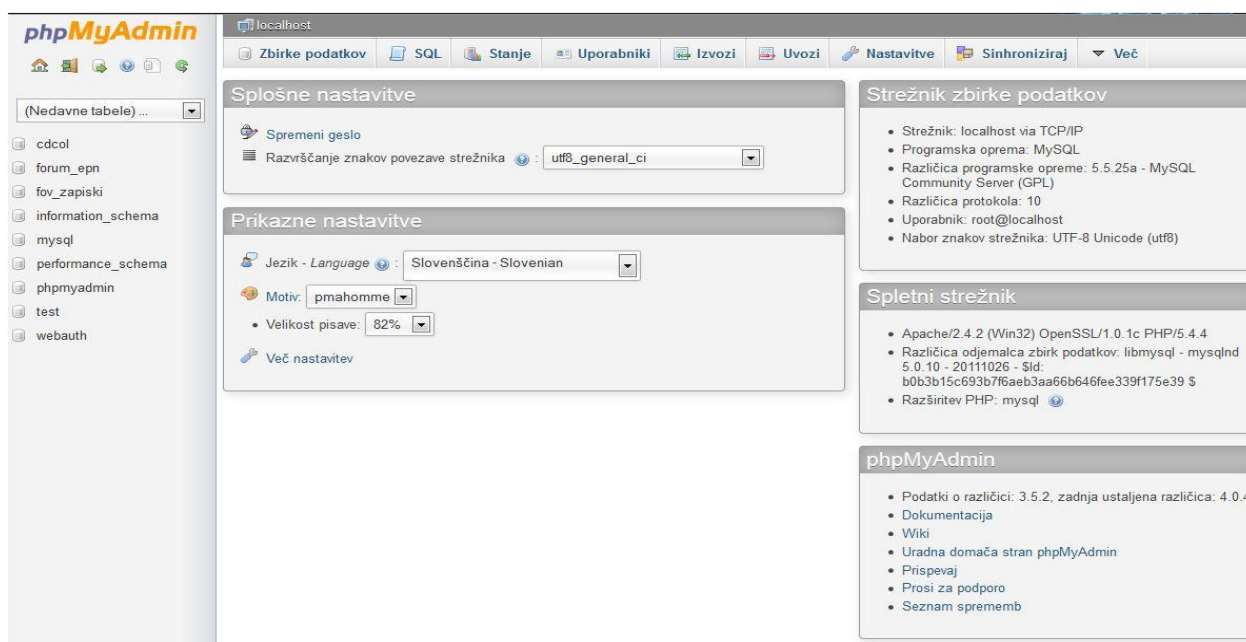 phpMyAdmin
(Nedavne tabele) ...
cdcol
forum_epn
fov_zapiski
information_schema
mysql
performance_schema
phpmyadmin
test
webauth
localhost
Zbirke podatkov
SQL
Stanje
Uporabniki
Izvozi
Uvozi
Nastavitve
Sinhroniziraj
Več
Splošne nastavitve
Spremeni geslo
Razvrščanje znakov povezave strežnika : utf8_general_ci
Prikazne nastavitve
Jezik - Language : Slovenščina - Slovenian
Motiv: pmahomme
Velikost pisave: 82%
Več nastavitev
Strežnik zbirke podatkov
Strežnik: localhost via TCP/IP
Programska oprema: MySQL
Različica programske opreme: 5.5.25a - MySQL
Community Server (GPL)
Različica protokola: 10
Uporabnik: root@localhost
Nabor znakov strežnika: UTF-8 Unicode (utf8)
Spletni strežnik
Apache/2.4.2 (Win32) OpenSSL/1.0.1c PHP/5.4.4
Različica odjemalca zbirk podatkov: libmysql - mysqlnd
5.0.10 - 20111026 - $Id:
b0b3b15c693b7f6aeb3aa66b646fee339f175e39 $
Razširitev PHP: mysql
phpMyAdmin
Podatki o različici: 3.5.2, zadnja ustaljena različica: 4.0.4
Dokumentacija
Wiki
Uradna domača stran phpMyAdmin
Prispevaj
Prosi za podporo
Seznam sprememb